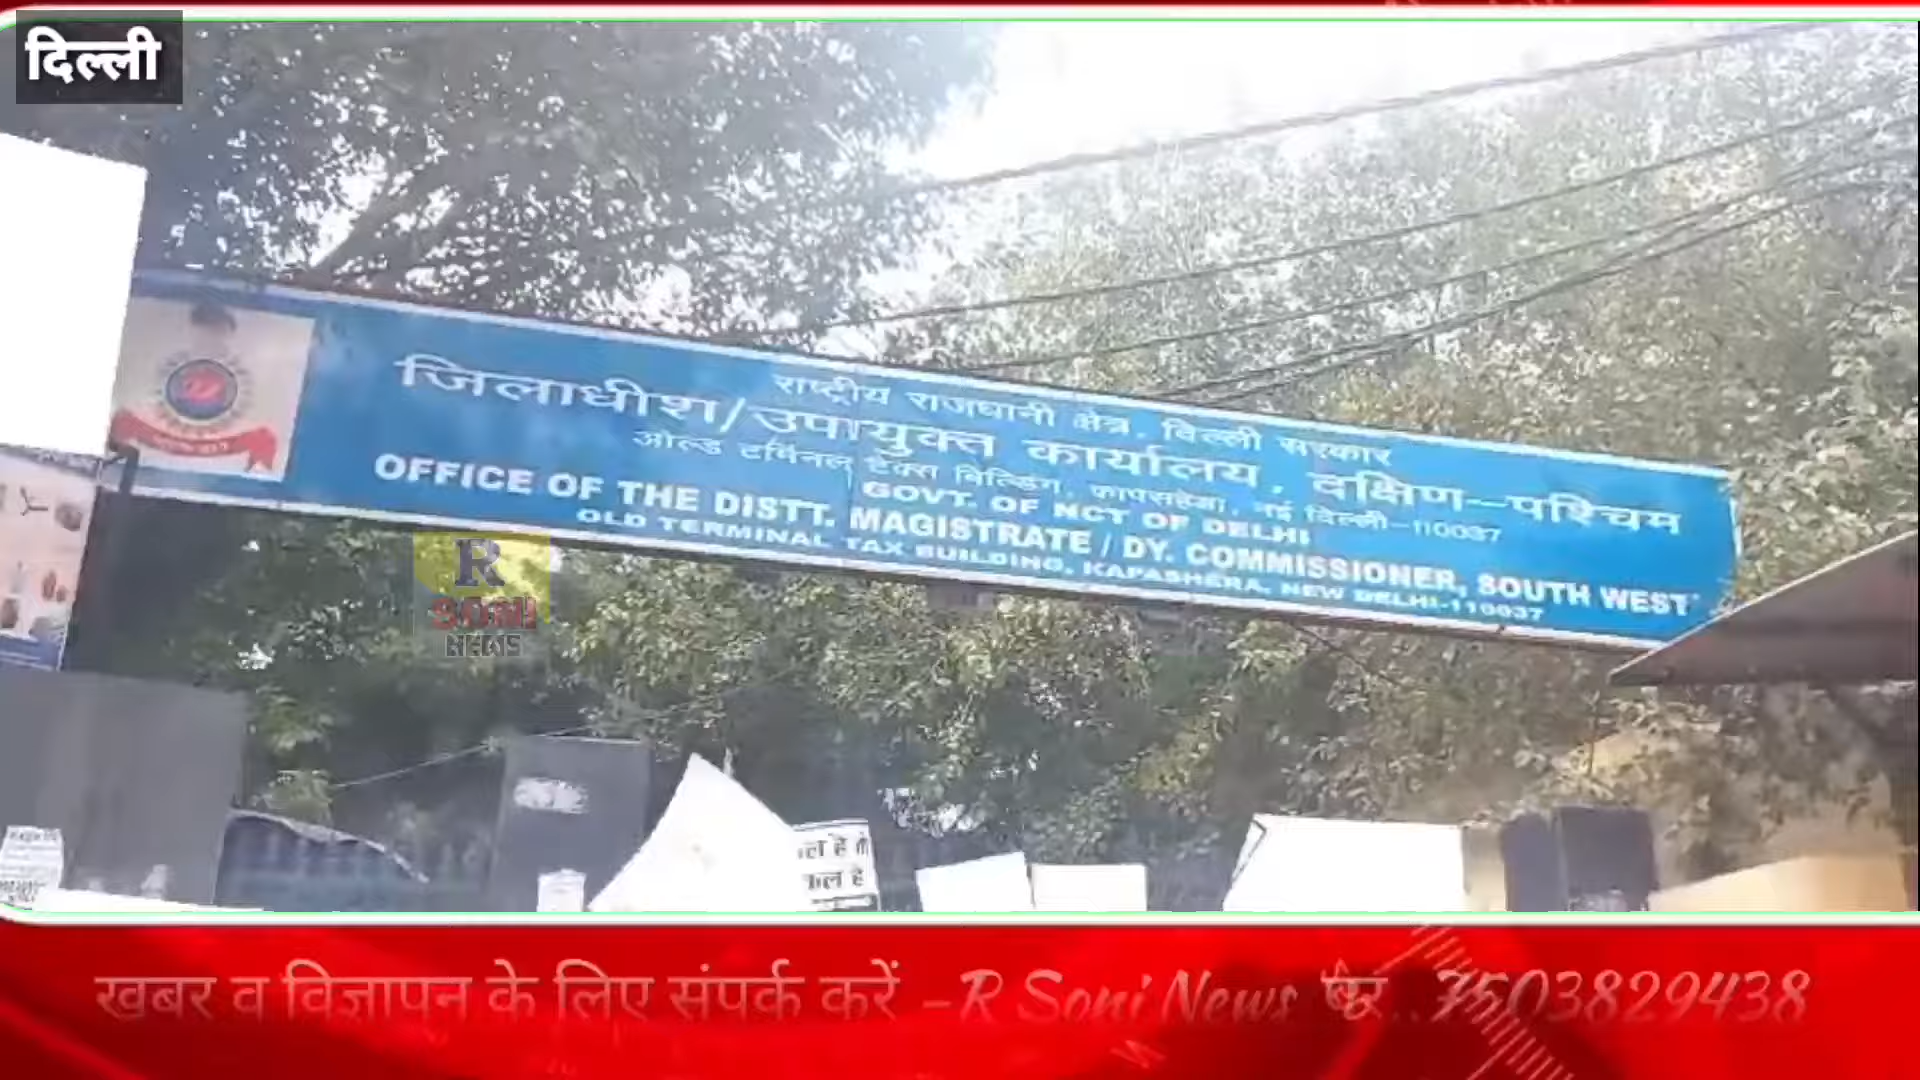 दिल्ली
राष्ट्रीय राजधानी क्षेत्र, दिल्ली सरकार
जिलाधीश/उपायुक्त कार्यालय, दक्षिण–पश्चिम
ओल्ड टर्मिनल टैक्स बिल्डिंग, कापसहेड़ा, नई दिल्ली–110037
GOVT. OF NCT OF DELHI
OFFICE OF THE DISTT. MAGISTRATE / DY. COMMISSIONER, SOUTH WEST
OLD TERMINAL TAX BUILDING, KAPASHERA, NEW DELHI-110037
R
SONI
NEWS
खबर व विज्ञापन के लिए संपर्क करें -R Soni News .. 7503829438